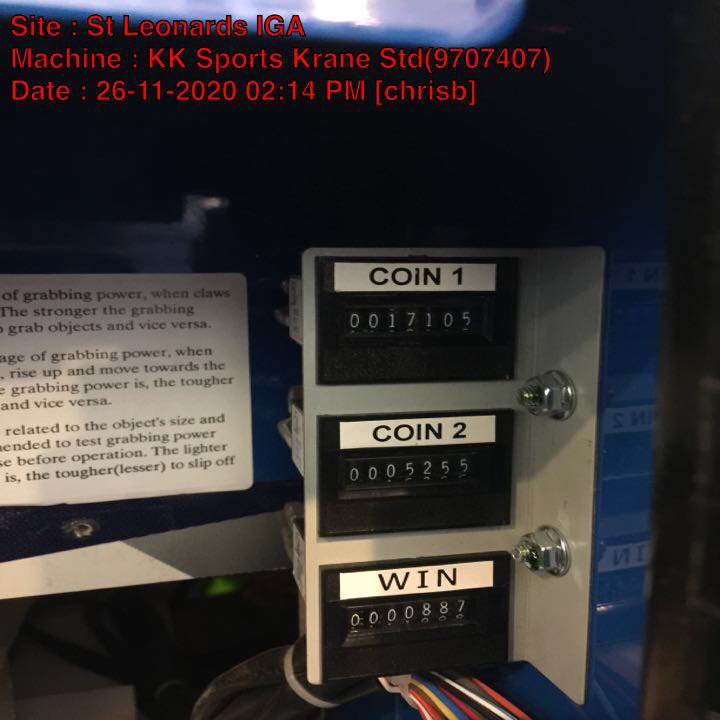 Site : St Leonards IGA
Machine : KK Sports Krane Std(9707407)
Date : 26-11-2020 02:14 PM [chrisb]
of grabbing power, when claws
The stronger the grabbing
grab objects and vice versa.
age of grabbing power, when
, rise up and move towards the
e grabbing power is, the tougher
and vice versa.
related to the object's size and
ended to test grabbing power
se before operation. The lighter
is, the tougher(lesser) to slip off
COiN 1
0017105
COIN 2
0005255
WIN
0000887